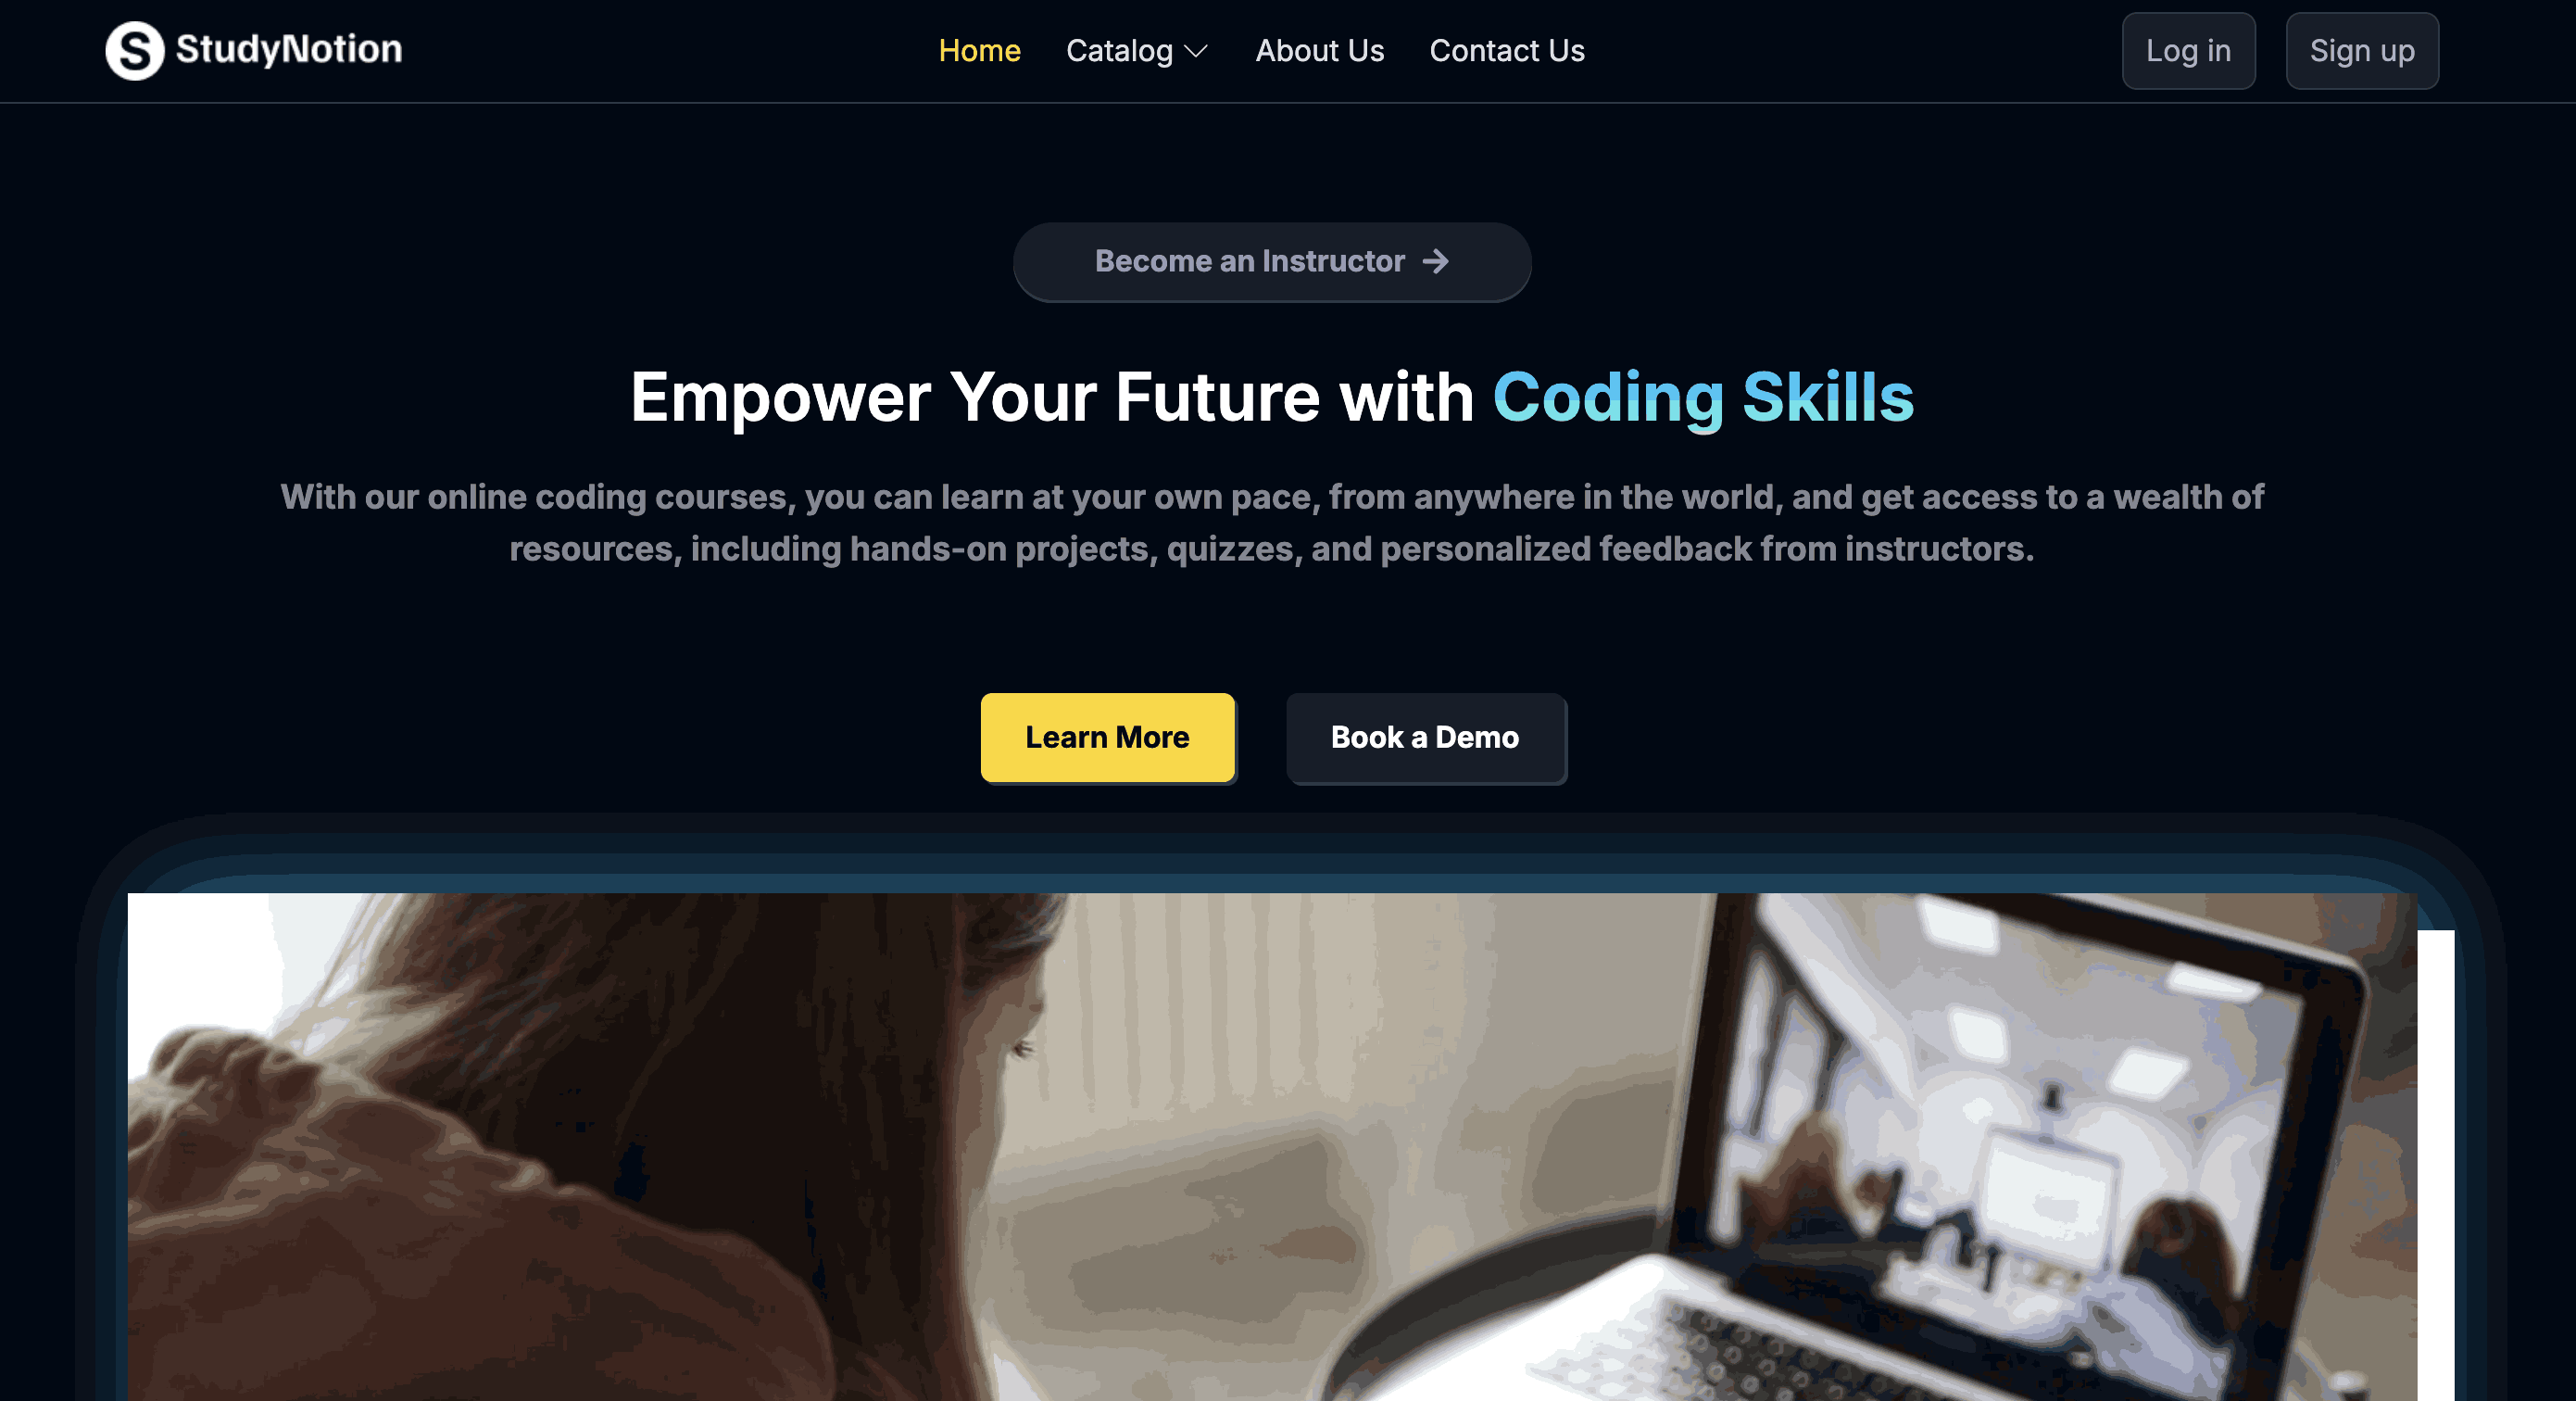 S StudyNotion
Home Catalog About Us Contact Us
Log in Sign up
Become an Instructor
Empower Your Future with Coding Skills
With our online coding courses, you can learn at your own pace, from anywhere in the world, and get access to a wealth of
resources, including hands-on projects, quizzes, and personalized feedback from instructors.
Learn More Book a Demo